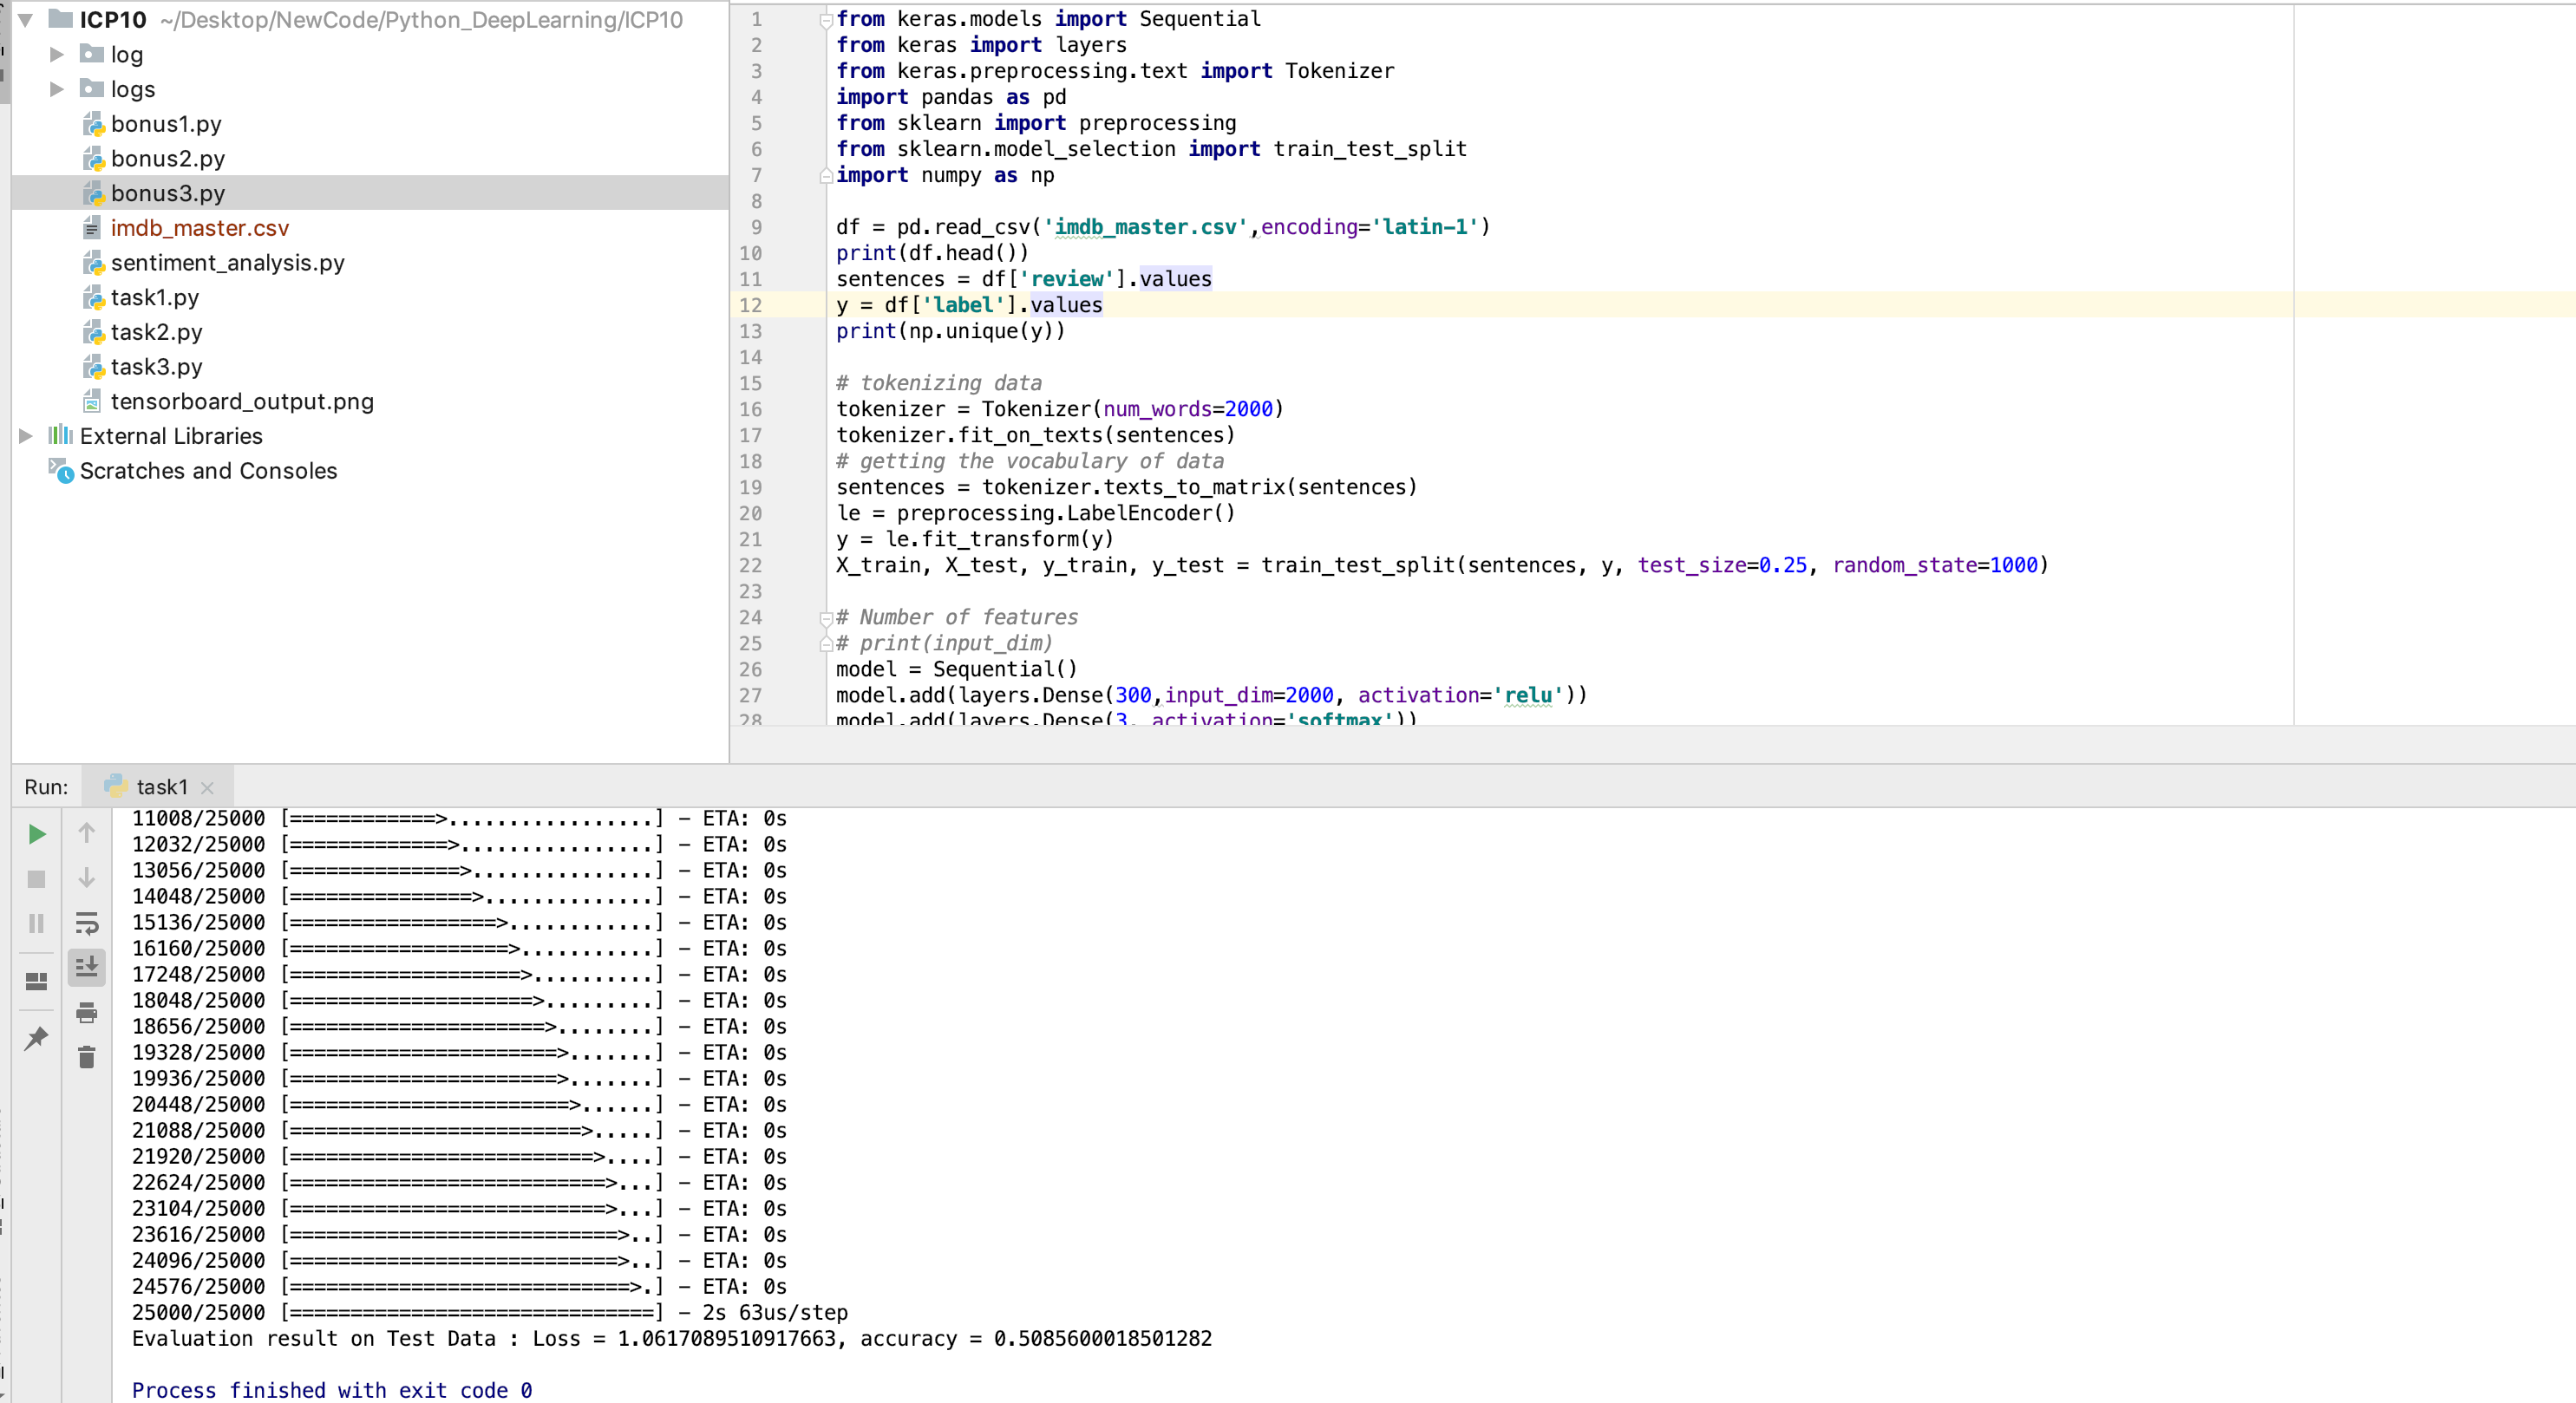 ICP10 ~/Desktop/NewCode/Python_DeepLearning/ICP10
log
logs
bonus1.py
bonus2.py
bonus3.py
imdb_master.csv
sentiment_analysis.py
task1.py
task2.py
task3.py
tensorboard_output.png
External Libraries
Scratches and Consoles
1 from keras.models import Sequential
2 from keras import layers
3 from keras.preprocessing.text import Tokenizer
4 import pandas as pd
5 from sklearn import preprocessing
6 from sklearn.model_selection import train_test_split
7 import numpy as np
8
9 df = pd.read_csv('imdb_master.csv',encoding='latin-1')
10 print(df.head())
11 sentences = df['review'].values
12 y = df['label'].values
13 print(np.unique(y))
14
15 # tokenizing data
16 tokenizer = Tokenizer(num_words=2000)
17 tokenizer.fit_on_texts(sentences)
18 # getting the vocabulary of data
19 sentences = tokenizer.texts_to_matrix(sentences)
20 le = preprocessing.LabelEncoder()
21 y = le.fit_transform(y)
22 X_train, X_test, y_train, y_test = train_test_split(sentences, y, test_size=0.25, random_state=1000)
23
24 # Number of features
25 # print(input_dim)
26 model = Sequential()
27 model.add(layers.Dense(300,input_dim=2000, activation='relu'))
28 model.add(layers.Dense(3, activation='softmax'))
Run: task1
11008/25000 [============>.................] - ETA: 0s
12032/25000 [=============>................] - ETA: 0s
13056/25000 [==============>...............] - ETA: 0s
14048/25000 [===============>..............] - ETA: 0s
15136/25000 [=================>............] - ETA: 0s
16160/25000 [==================>...........] - ETA: 0s
17248/25000 [===================>..........] - ETA: 0s
18048/25000 [====================>.........] - ETA: 0s
18656/25000 [=====================>........] - ETA: 0s
19328/25000 [======================>.......] - ETA: 0s
19936/25000 [======================>.......] - ETA: 0s
20448/25000 [=======================>......] - ETA: 0s
21088/25000 [========================>.....] - ETA: 0s
21920/25000 [=========================>....] - ETA: 0s
22624/25000 [==========================>...] - ETA: 0s
23104/25000 [==========================>...] - ETA: 0s
23616/25000 [===========================>..] - ETA: 0s
24096/25000 [===========================>..] - ETA: 0s
24576/25000 [============================>.] - ETA: 0s
25000/25000 [==============================] - 2s 63us/step
Evaluation result on Test Data : Loss = 1.0617089510917663, accuracy = 0.5085600018501282
Process finished with exit code 0